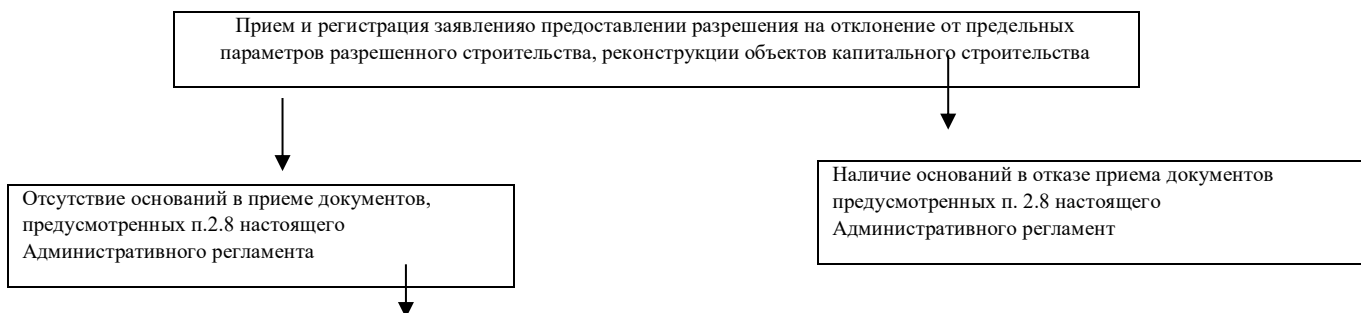 Прием и регистрация заявленияо предоставлении разрешения на отклонение от предельных
параметров разрешенного строительства, реконструкции объектов капитального строительства
Отсутствие оснований в приеме документов,
предусмотренных п.2.8 настоящего
Административного регламента
Наличие оснований в отказе приема документов
предусмотренных п. 2.8 настоящего
Административного регламент